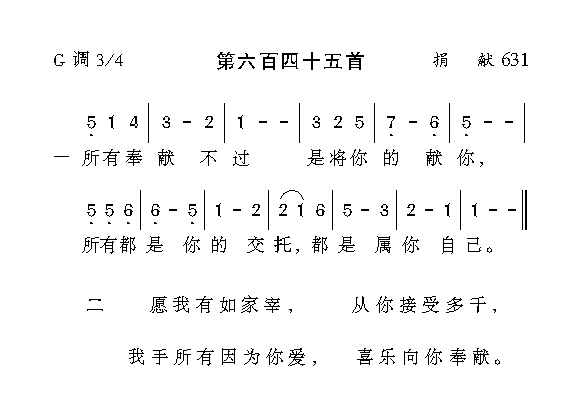 G 调 3/4 第六百四十五首 捐 献 631
5 1 4 | 3 - 2 | 1 - - | 3 2 5 | 7 - 6 | 5 - - |
一 所有奉 献 不 过 是将你 的 献 你，
5 5 6 | 6 - 5 | 1 - 2 | 2 1 6 | 5 - 3 | 2 - 1 | 1 - - ||
所有都 是 你 的 交 托，都 是 属 你 自 己。
二 愿我有如家宰， 从你接受多千，
我手所有因为你爱， 喜乐向你奉献。